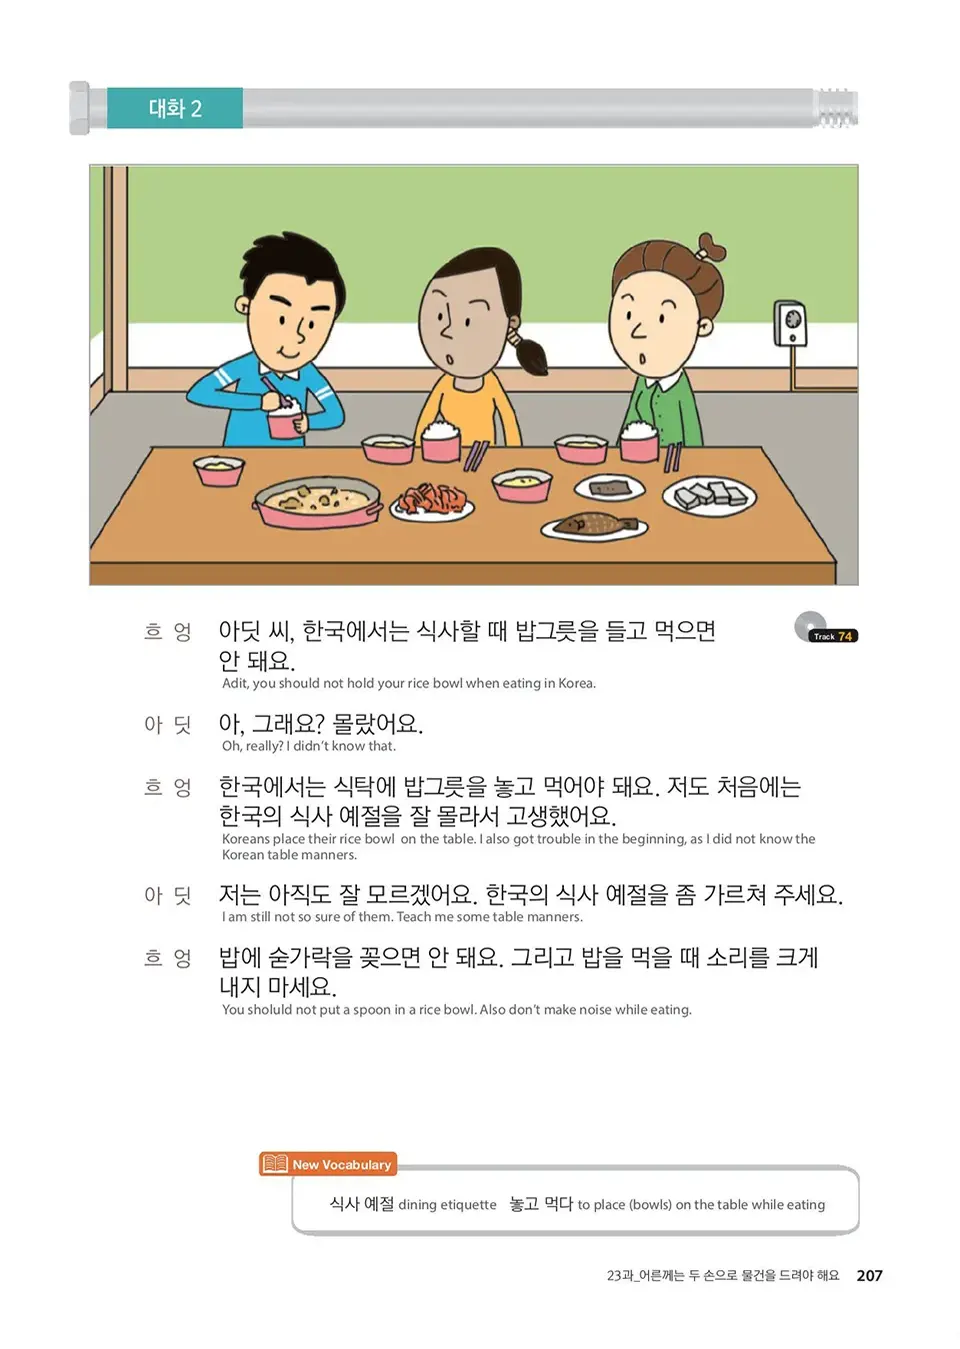 대화 2
흐 엉 아딧 씨, 한국에서는 식사할 때 밥그릇을 들고 먹으면
안 돼요.
Track 74
Adit, you should not hold your rice bowl when eating in Korea.
아 딧 아, 그래요? 몰랐어요.
Oh, really? I didn't know that.
흐 엉 한국에서는 식탁에 밥그릇을 놓고 먹어야 돼요. 저도 처음에는
한국의 식사 예절을 잘 몰라서 고생했어요.
Koreans place their rice bowl on the table. I also got trouble in the beginning, as I did not know the
Korean table manners.
아 딧 저는 아직도 잘 모르겠어요. 한국의 식사 예절을 좀 가르쳐 주세요.
I am still not so sure of them. Teach me some table manners.
흐 엉 밥에 숟가락을 꽂으면 안 돼요. 그리고 밥을 먹을 때 소리를 크게
내지 마세요.
You sholuld not put a spoon in a rice bowl. Also don't make noise while eating.
New Vocabulary
식사 예절 dining etiquette 놓고 먹다 to place (bowls) on the table while eating
23과_어른께는 두 손으로 물건을 드려야 해요 207